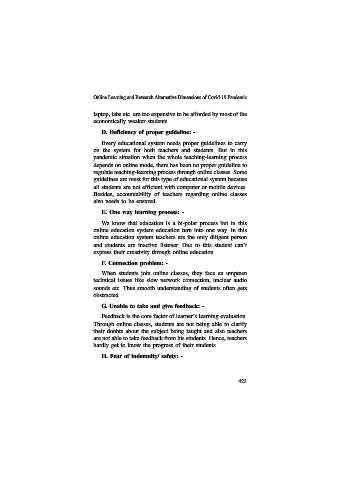 Online Learning and Research Alternative Dimensions of Covid-19 Pandemic
laptop, tabs etc. are too expensive to be afforded by most of the
economically weaker students.
D. Deficiency of proper guideline: -
Every educational system needs proper guidelines to carry
on the system for both teachers and students. But in this
pandemic situation when the whole teaching-learning process
depends on online mode, there has been no proper guideline to
regulate teaching-learning process through online classes. Some
guidelines are must for this type of educational system because
all students are not efficient with computer or mobile devices.
Besides, accountability of teachers regarding online classes
also needs to be ensured.
E. One way learning process: -
We know that education is a bi-polar process but in this
online education system education turn into one way. In this
online education system teachers are the only diligent person
and students are inactive listener. Due to this student can't
express their creativity through online education.
F. Connection problem: -
When students join online classes, they face an umpteen
technical issues like slow network connection, unclear audio
sounds etc. Thus smooth understanding of students often gets
obstructed.
G. Unable to take and give feedback: -
Feedback is the core factor of learner's learning evaluation.
Through online classes, students are not being able to clarify
their doubts about the subject being taught and also teachers
are not able to take feedback from his students. Hence, teachers
hardly get to know the progress of their students.
H. Fear of indemnity/ safety: -
423